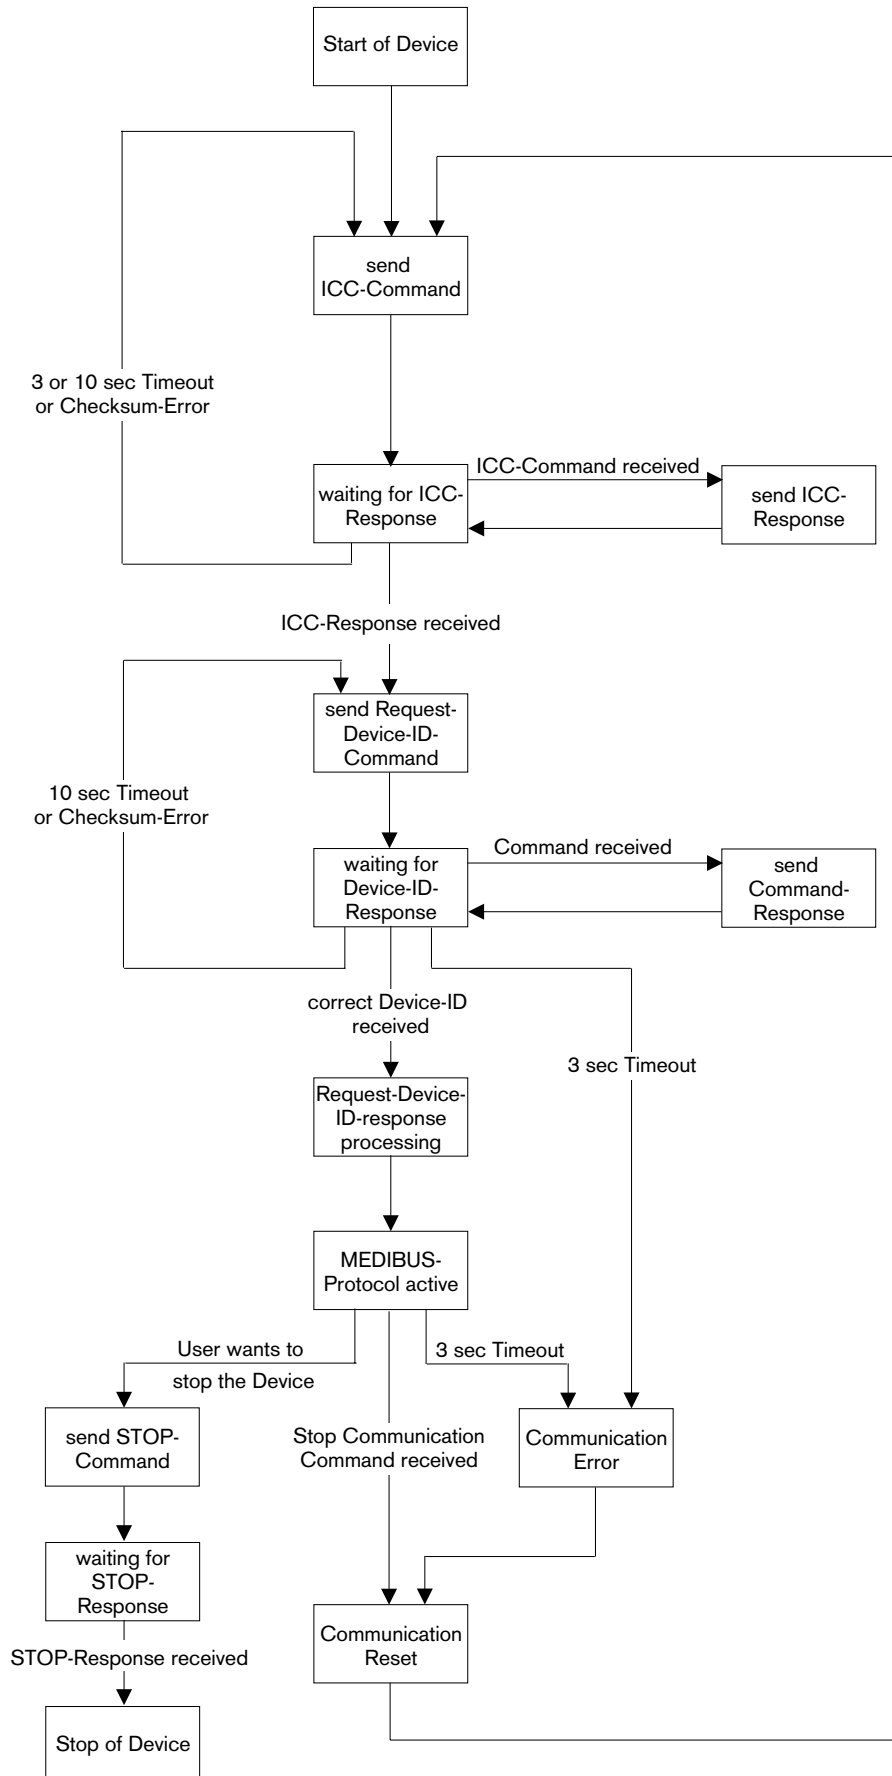 Start of Device
send
ICC-Command
3 or 10 sec Timeout
or Checksum-Error
waiting for ICC-
Response
ICC-Command received
send ICC-
Response
ICC-Response received
send Request-
Device-ID-
Command
10 sec Timeout
or Checksum-Error
waiting for
Device-ID-
Response
Command received
send
Command-
Response
correct Device-ID
received
3 sec Timeout
Request-Device-
ID-response
processing
MEDIBUS-
Protocol active
User wants to
stop the Device
3 sec Timeout
send STOP-
Command
Stop Communication
Command received
Communication
Error
waiting for
STOP-
Response
Communication
Reset
STOP-Response received
Stop of Device